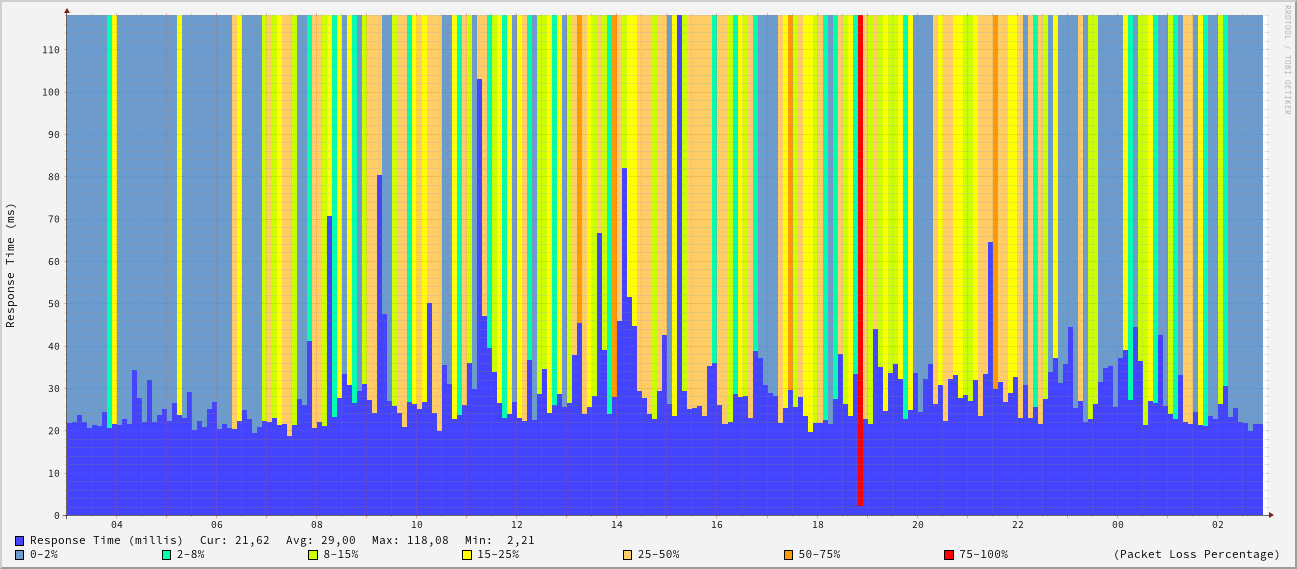 RRDTOOL / TOBI OETIKER
Response Time (ms)
110
100
90
80
70
60
50
40
30
20
10
0
04 06 08 10 12 14 16 18 20 22 00 02
Response Time (millis) Cur: 21,62 Avg: 29,00 Max: 118,08 Min: 2,21
0-2% 2-8% 8-15% 15-25% 25-50% 50-75% 75-100% (Packet Loss Percentage)